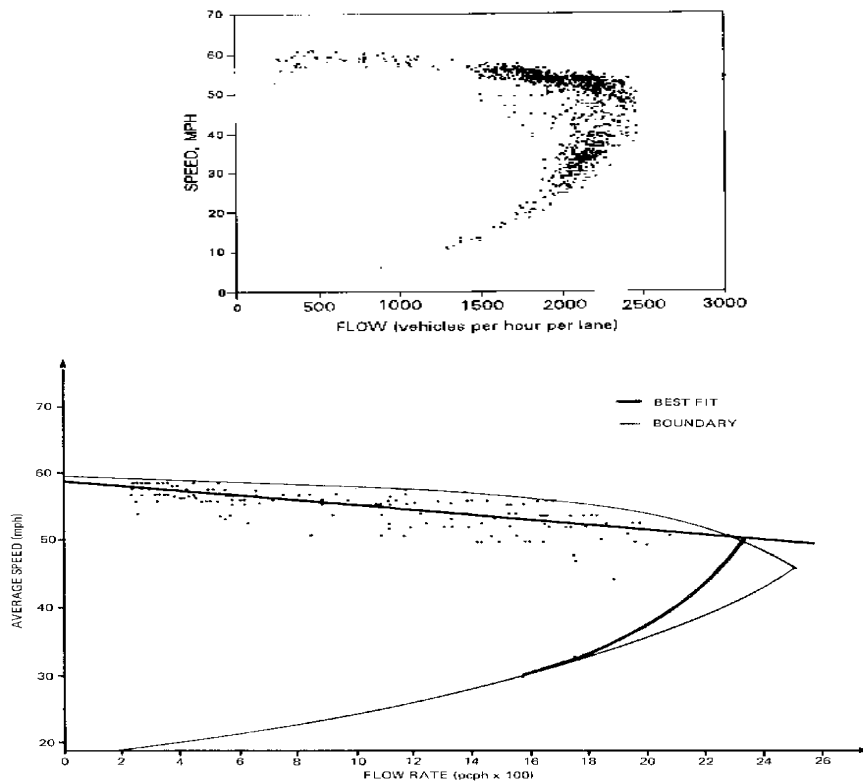 70
60
50
40
30
20
10
0
SPEED, MPH
0 500 1000 1500 2000 2500 3000
FLOW (vehicles per hour per lane)
70
60
50
40
30
20
AVERAGE SPEED (mph)
BEST FIT
BOUNDARY
0 2 4 6 8 10 12 14 16 18 20 22 24 26
FLOW RATE (pcph x 100)